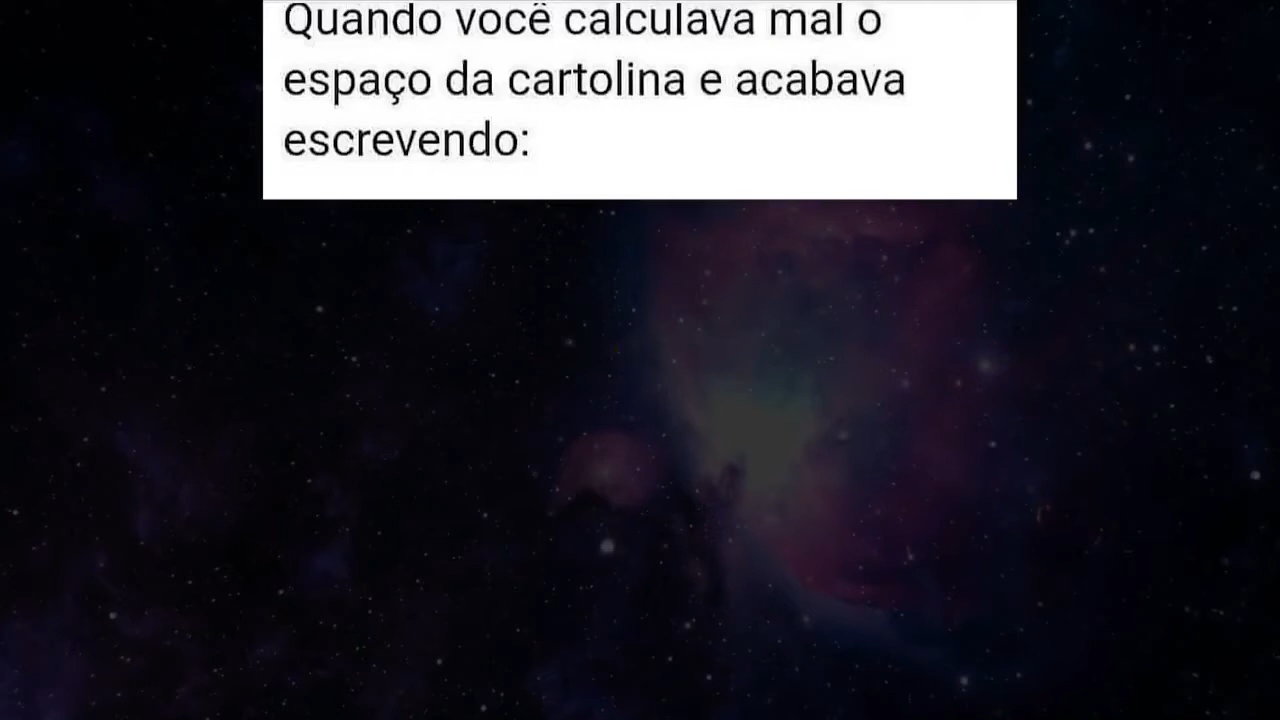 Quando você calculava mal o
espaço da cartolina e acabava
escrevendo: